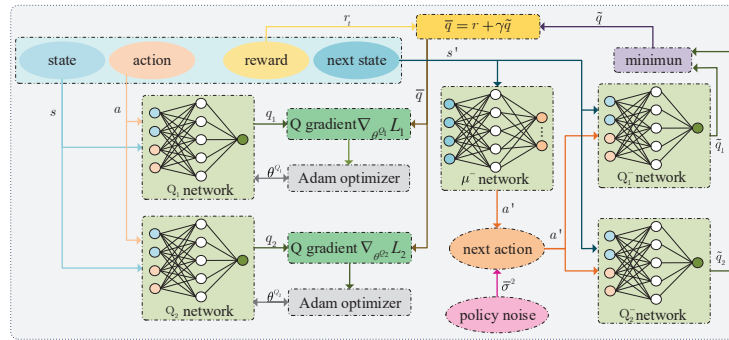 r_t
q̄ = r + γq̃
q̃
state
action
reward
next state
s'
minimun
s
a
q_1
Q gradient ∇_{θ^{Q_1}} L_1
q̄
q̃_1
Q_1 network
θ^{Q_1}
Adam optimizer
μ^- network
Q_1^- network
a'
q_2
Q gradient ∇_{θ^{Q_2}} L_2
next action
a'
q̃_2
σ̄^2
Q_2 network
θ^{Q_2}
Adam optimizer
policy noise
Q_2^- network